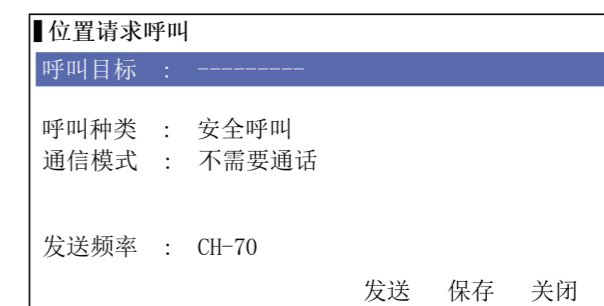 位置请求呼叫
呼叫目标 : ---------
呼叫种类 : 安全呼叫
通信模式 : 不需要通话
发送频率 : CH-70
发送 保存 关闭